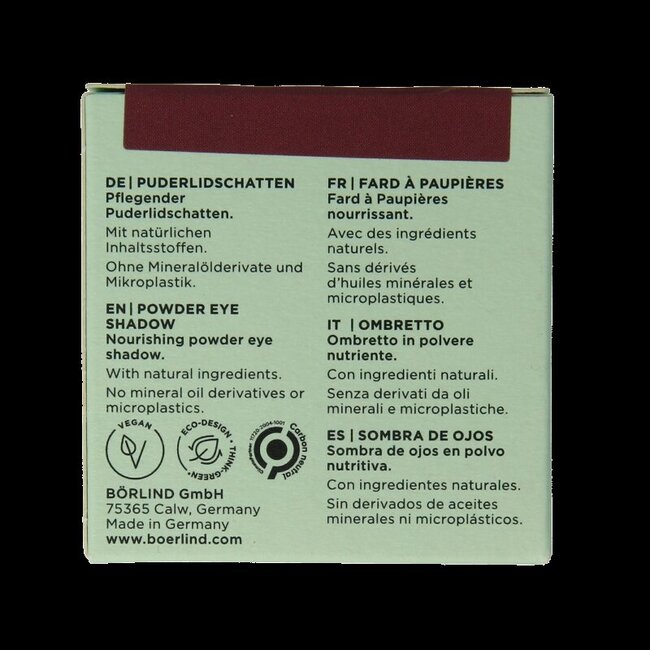 DE | PUDERLIDSCHATTEN
Pflegender
Puderlidschatten.
Mit natürlichen
Inhaltsstoffen.
Ohne Mineralölderivate und
Mikroplastik.
EN | POWDER EYE
SHADOW
Nourishing powder eye
shadow.
With natural ingredients.
No mineral oil derivatives or
microplastics.
VEGAN
ECO-DESIGN • THINK-GREEN •
11720-2004-1001
Carbon neutral
BÖRLIND GmbH
75365 Calw, Germany
Made in Germany
www.boerlind.com
FR | FARD À PAUPIÈRES
Fard à Paupières
nourrissant.
Avec des ingrédients
naturels.
Sans dérivés
d'huiles minérales et
microplastiques.
IT | OMBRETTO
Ombretto in polvere
nutriente.
Con ingredienti naturali.
Senza derivati da oli
minerali e microplastiche.
ES | SOMBRA DE OJOS
Sombra de ojos en polvo
nutritiva.
Con ingredientes naturales.
Sin derivados de aceites
minerales ni microplásticos.